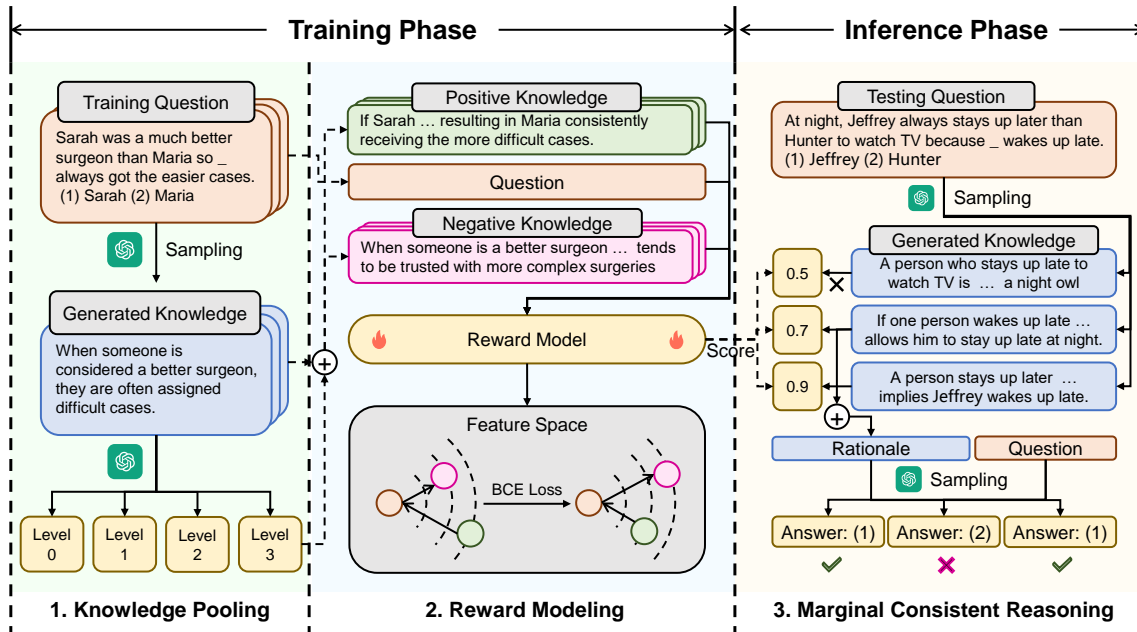 Training Phase
Inference Phase
Training Question
Sarah was a much better
surgeon than Maria so _
always got the easier cases.
(1) Sarah (2) Maria
Sampling
Generated Knowledge
When someone is
considered a better surgeon,
they are often assigned
difficult cases.
Level
0
Level
1
Level
2
Level
3
1. Knowledge Pooling
Positive Knowledge
If Sarah … resulting in Maria consistently
receiving the more difficult cases.
Question
Negative Knowledge
When someone is a better surgeon … tends
to be trusted with more complex surgeries
Reward Model
Feature Space
BCE Loss
2. Reward Modeling
Testing Question
At night, Jeffrey always stays up later than
Hunter to watch TV because _ wakes up late.
(1) Jeffrey (2) Hunter
Sampling
Generated Knowledge
0.5
A person who stays up late to
watch TV is … a night owl
Score
0.7
If one person wakes up late …
allows him to stay up late at night.
0.9
A person stays up later …
implies Jeffrey wakes up late.
Rationale
Question
Sampling
Answer: (1)
Answer: (2)
Answer: (1)
3. Marginal Consistent Reasoning